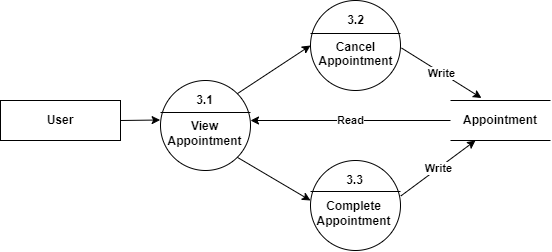 3.2
Cancel
Appointment
Write
3.1
View
Appointment
User
Read
Appointment
Write
3.3
Complete
Appointment